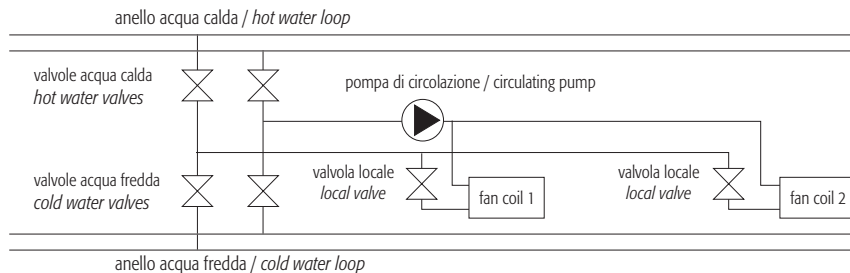 anello acqua calda / hot water loop
valvole acqua calda
hot water valves
pompa di circolazione / circulating pump
valvole acqua fredda
cold water valves
valvola locale
local valve
fan coil 1
valvola locale
local valve
fan coil 2
anello acqua fredda / cold water loop